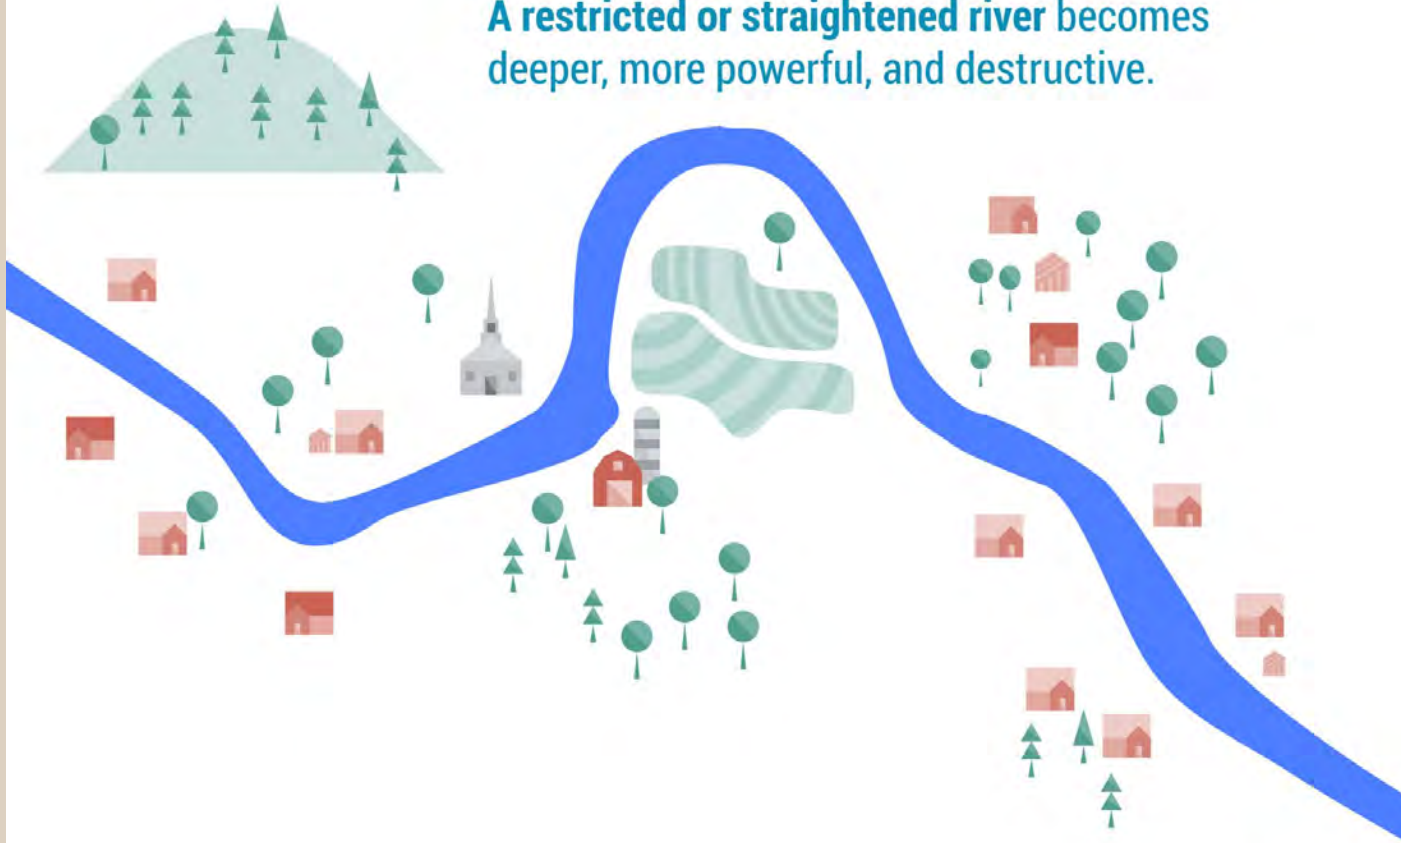 A restricted or straightened river becomes
deeper, more powerful, and destructive.